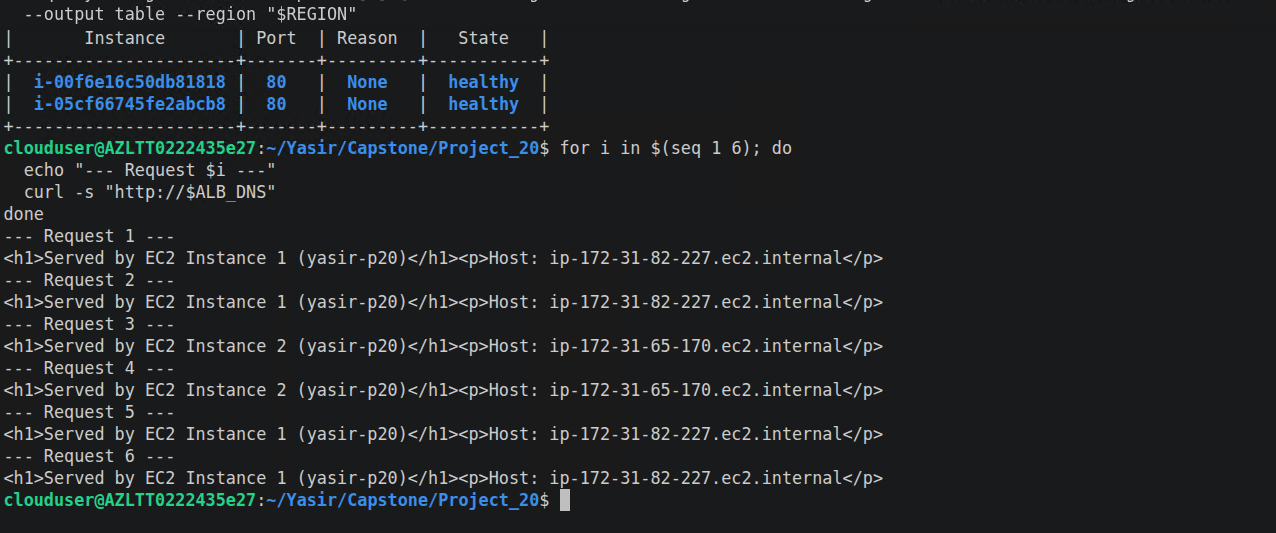 --output table --region "$REGION"
| Instance | Port | Reason | State |
+----------------------+-------+---------+-----------+
| i-00f6e16c50db81818 | 80 | None | healthy |
| i-05cf66745fe2abcb8 | 80 | None | healthy |
+----------------------+-------+---------+-----------+
clouduser@AZLTT0222435e27:~/Yasir/Capstone/Project_20$ for i in $(seq 1 6); do
echo "--- Request $i ---"
curl -s "http://$ALB_DNS"
done
--- Request 1 ---
<h1>Served by EC2 Instance 1 (yasir-p20)</h1><p>Host: ip-172-31-82-227.ec2.internal</p>
--- Request 2 ---
<h1>Served by EC2 Instance 1 (yasir-p20)</h1><p>Host: ip-172-31-82-227.ec2.internal</p>
--- Request 3 ---
<h1>Served by EC2 Instance 2 (yasir-p20)</h1><p>Host: ip-172-31-65-170.ec2.internal</p>
--- Request 4 ---
<h1>Served by EC2 Instance 2 (yasir-p20)</h1><p>Host: ip-172-31-65-170.ec2.internal</p>
--- Request 5 ---
<h1>Served by EC2 Instance 1 (yasir-p20)</h1><p>Host: ip-172-31-82-227.ec2.internal</p>
--- Request 6 ---
<h1>Served by EC2 Instance 1 (yasir-p20)</h1><p>Host: ip-172-31-82-227.ec2.internal</p>
clouduser@AZLTT0222435e27:~/Yasir/Capstone/Project_20$